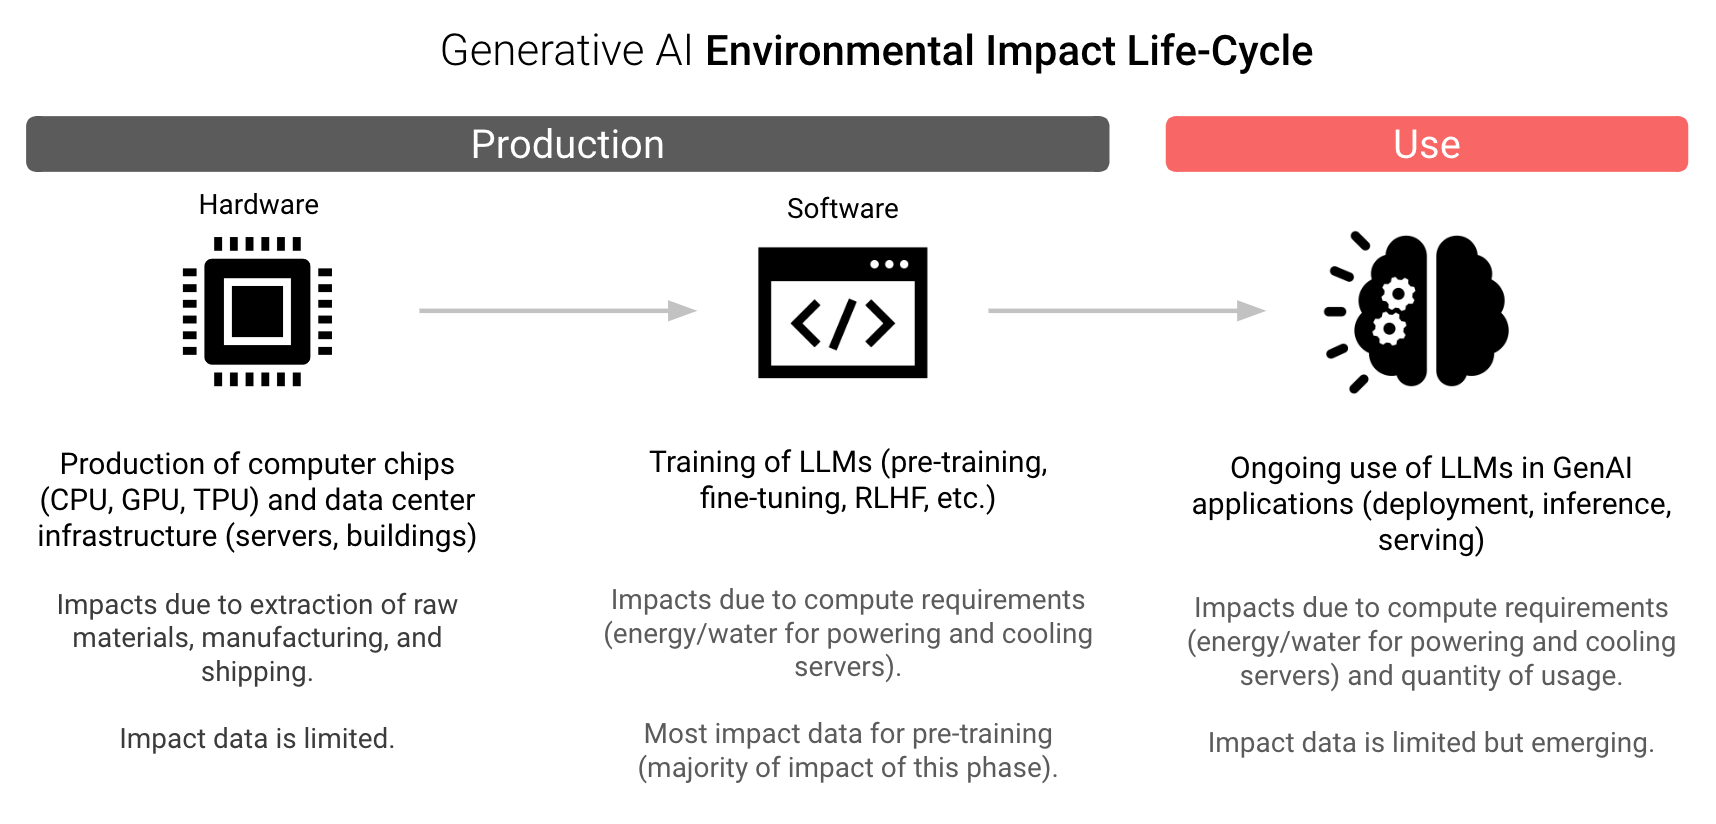 Generative AI Environmental Impact Life-Cycle
Production
Use
Hardware
Software
</>
Production of computer chips
(CPU, GPU, TPU) and data center
infrastructure (servers, buildings)
Impacts due to extraction of raw
materials, manufacturing, and
shipping.
Impact data is limited.
Training of LLMs (pre-training,
fine-tuning, RLHF, etc.)
Impacts due to compute requirements
(energy/water for powering and cooling
servers).
Most impact data for pre-training
(majority of impact of this phase).
Ongoing use of LLMs in GenAI
applications (deployment, inference,
serving)
Impacts due to compute requirements
(energy/water for powering and cooling
servers) and quantity of usage.
Impact data is limited but emerging.